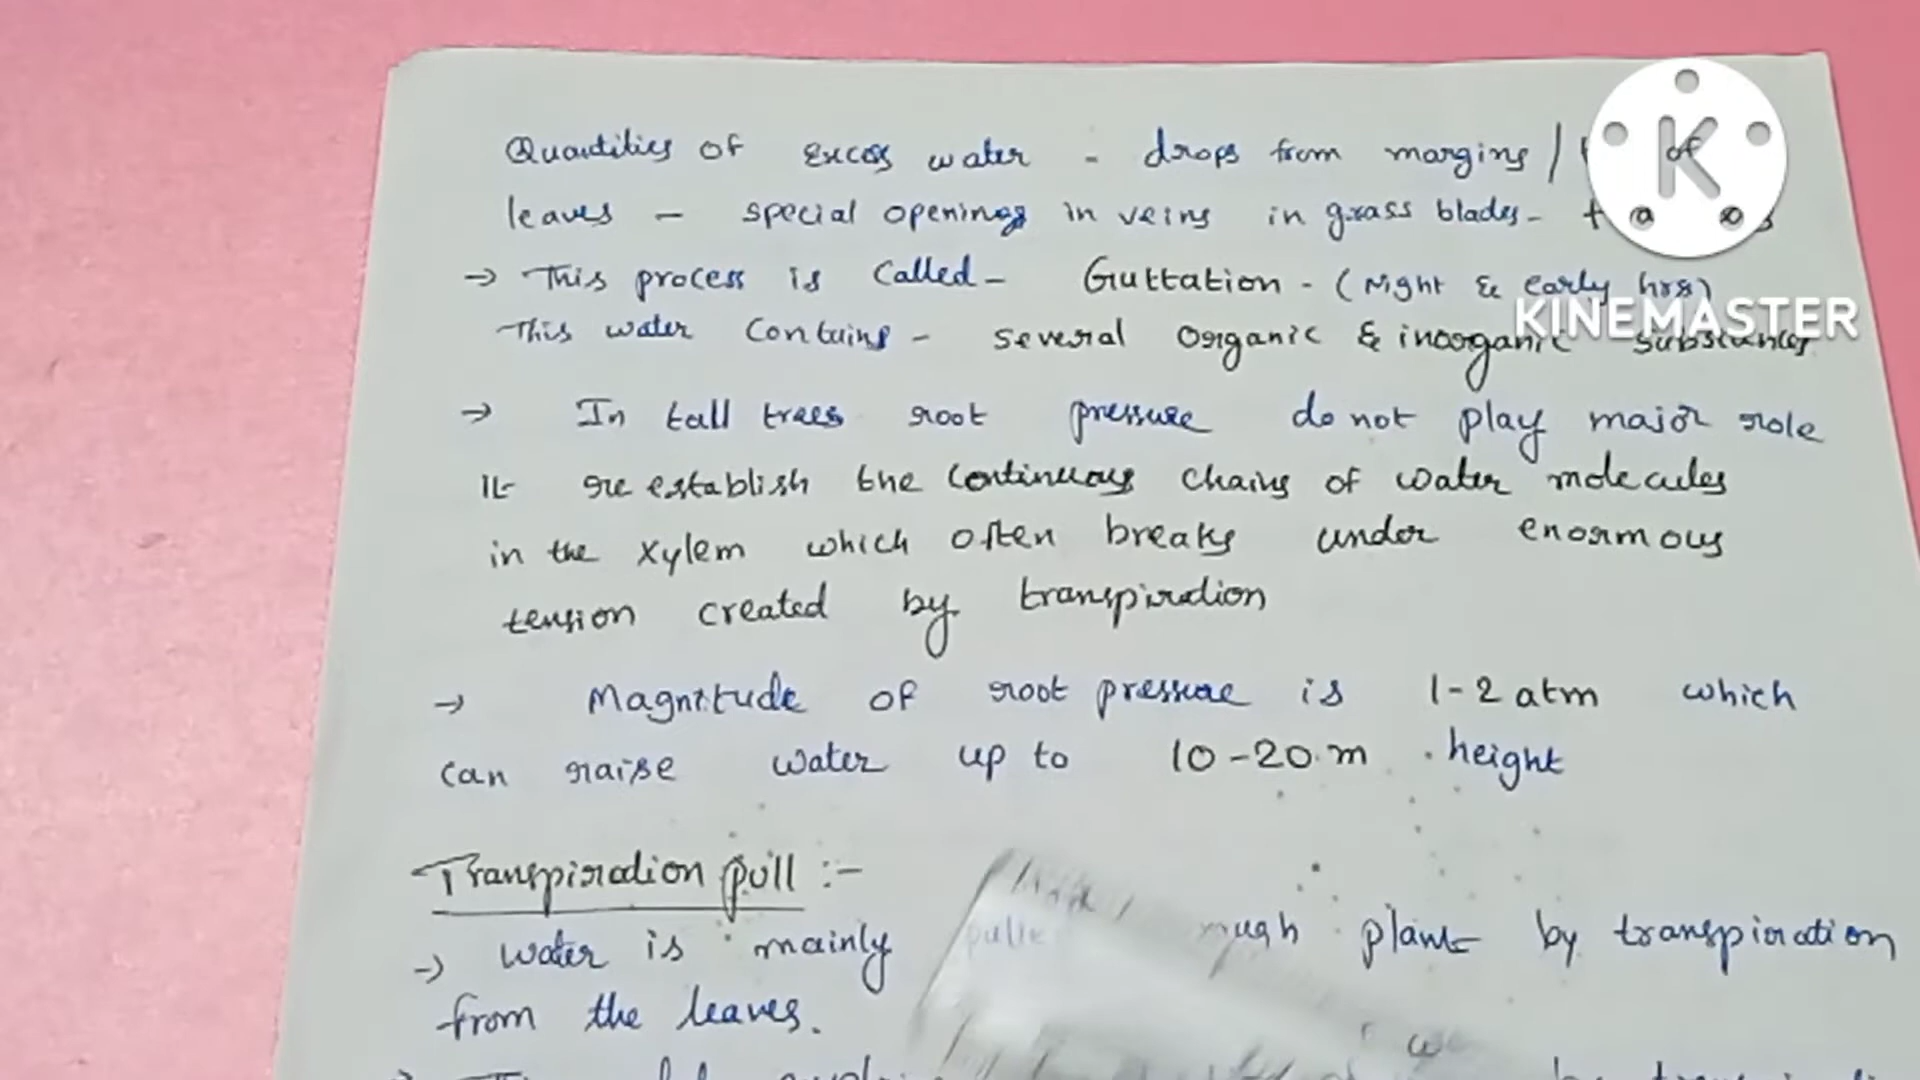 Quantities of excess water - drops from margins / of
leaves - special openings in veins in grass blades -
→ This process is called - Guttation - (Night & early hrs)
This water contains - several organic & inorganic substances
→ In tall trees root pressure do not play major role
It re establish the continuous chains of water molecules
in the xylem which often breaks under enormous
tension created by transpiration
→ Magnitude of root pressure is 1-2 atm which
can raise water up to 10-20 m height
Transpiration pull :-
→ water is mainly plant by transpiration
from the leaves.
K
KINEMASTER